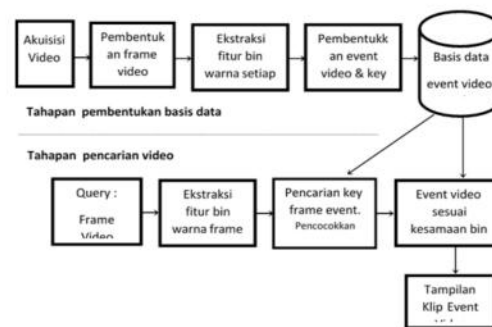 Akuisisi
Video
Pembentuk
an frame
video
Ekstraksi
fitur bin
warna setiap
Pembentukk
an event
video & key
Basis data
event video
Tahapan pembentukan basis data
Tahapan pencarian video
Query :
Frame
Video
Ekstraksi
fitur bin
warna frame
Pencarian key
frame event.
Pencocokkan
Event video
sesuai
kesamaan bin
Tampilan
Klip Event